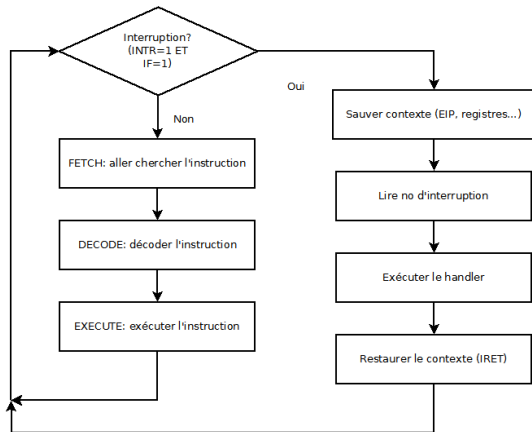 Interruption?
(INTR=1 ET
IF=1)
Oui
Non
Sauver contexte (EIP, registres...)
FETCH: aller chercher l'instruction
Lire no d'interruption
DECODE: décoder l'instruction
Exécuter le handler
EXECUTE: exécuter l'instruction
Restaurer le contexte (IRET)